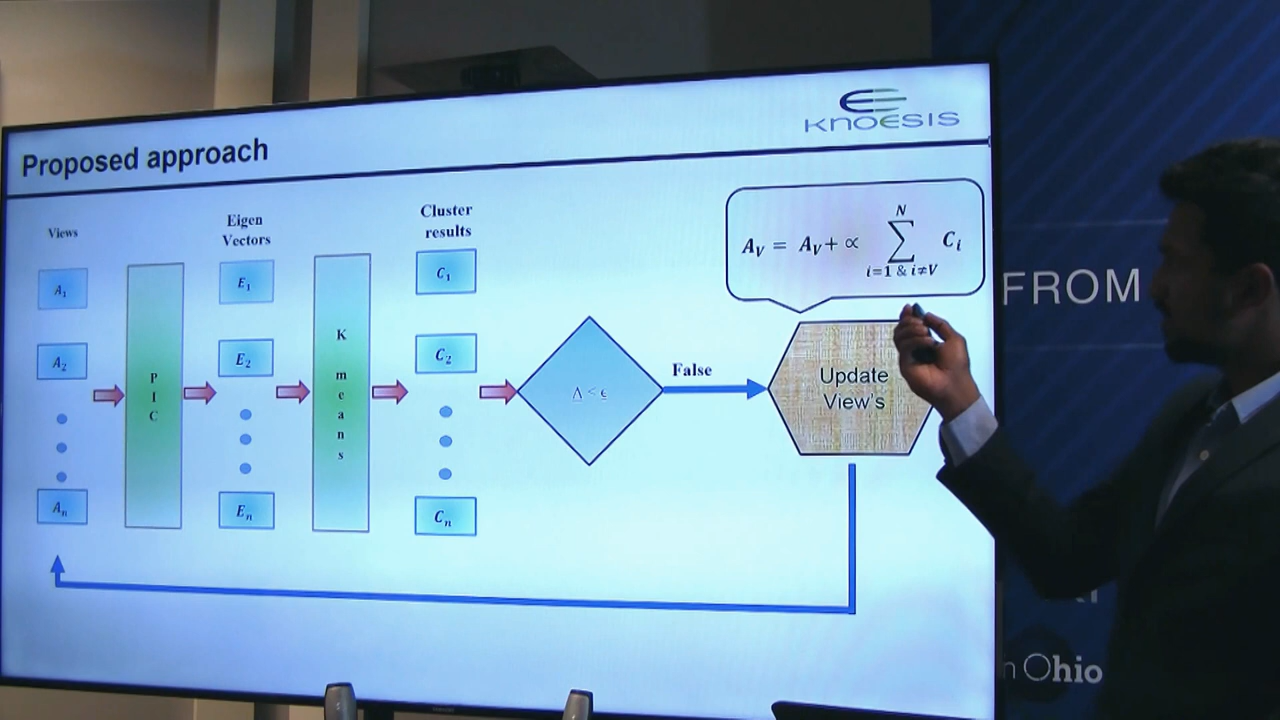 KNOESIS
Proposed approach
Views
Eigen
Vectors
Cluster
results
A1
A2
An
P
I
C
E1
E2
En
K
m
e
a
n
s
C1
C2
Cn
Δ < ϵ
False
Update
View's
A_V = A_V + ∝ ∑_{i=1 & i≠V}^{N} C_i
FROM
Ohio